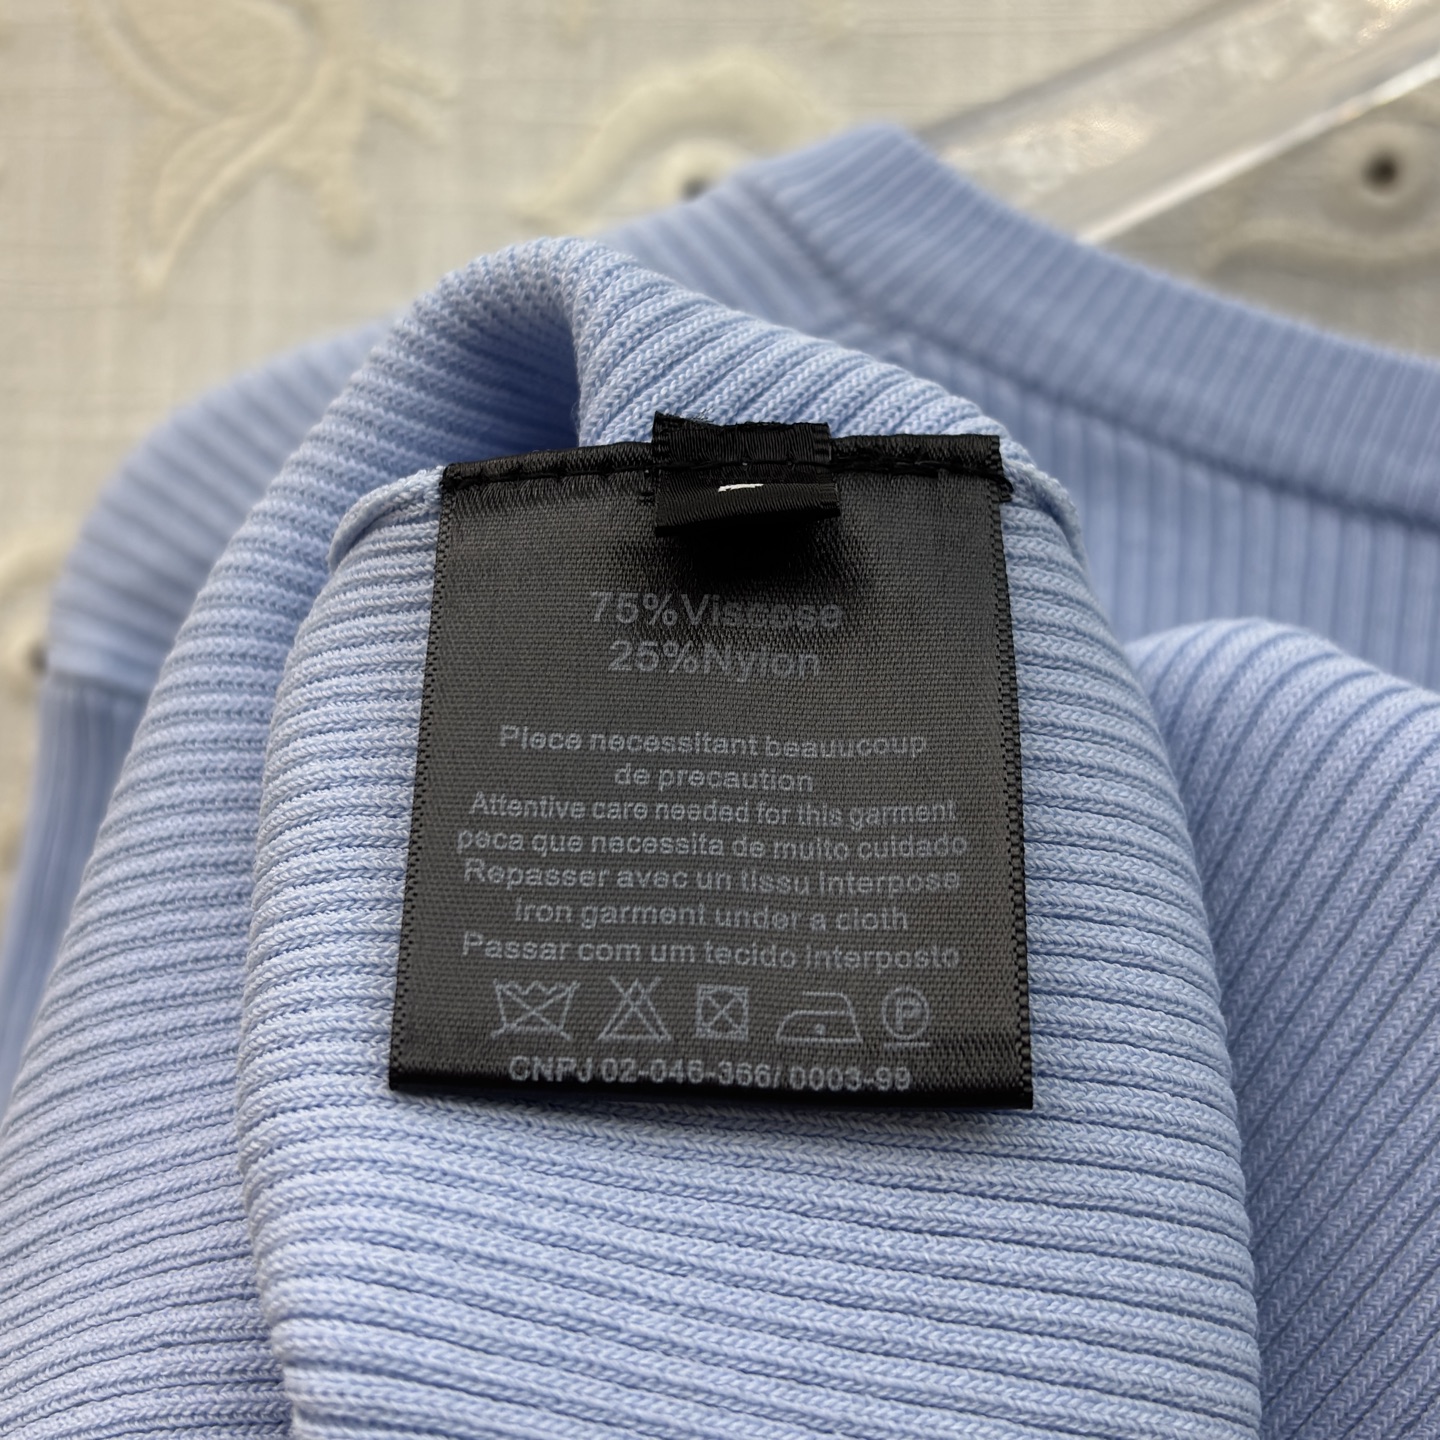 75%Viscose
25%Nylon
Piece necessitant beauucoup
de precaution
Attentive care needed for this garment
peca que necessita de muito cuidado
Repasser avec un tissu interpose
Iron garment under a cloth
Passar com um tecido interposto
P
CNPJ 02-046-366/0003-99